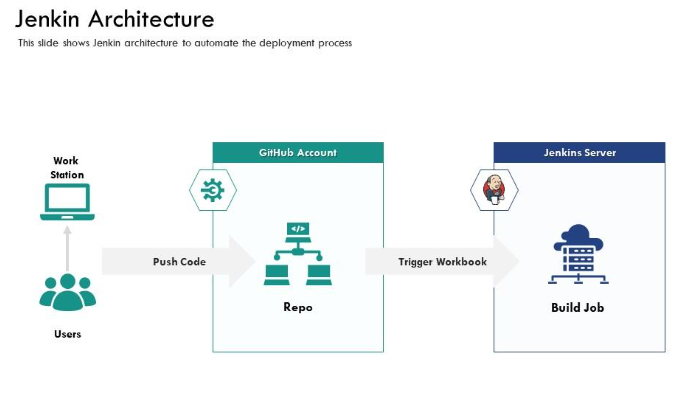 Jenkin Architecture
This slide shows Jenkin architecture to automate the deployment process
Work
Station
Users
Push Code
GitHub Account
</>
Repo
Trigger Workbook
Jenkins Server
Build Job